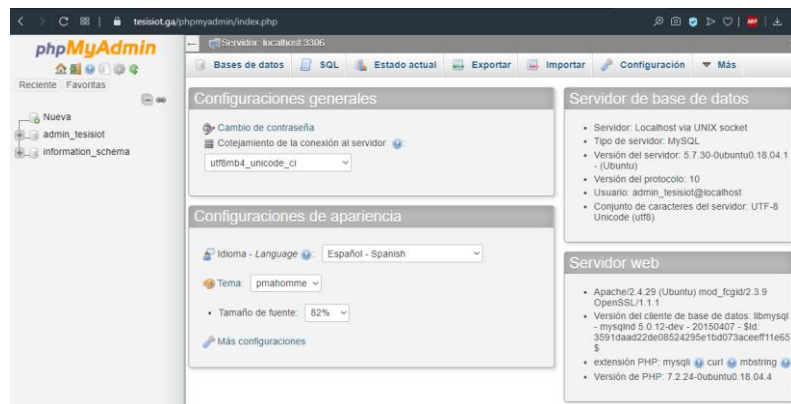 tesisiot.ga/phpmyadmin/index.php
phpMyAdmin
Reciente Favoritas
Nueva
admin_tesisiot
information_schema
Servidor: localhost:3306
Bases de datos SQL Estado actual Exportar Importar Configuración Más
Configuraciones generales
Cambio de contraseña
Cotejamiento de la conexión al servidor
utf8mb4_unicode_ci
Configuraciones de apariencia
Idioma - Language : Español - Spanish
Tema: pmahomme
• Tamaño de fuente: 82%
Más configuraciones
Servidor de base de datos
• Servidor: Localhost via UNIX socket
• Tipo de servidor: MySQL
• Versión del servidor: 5.7.30-0ubuntu0.18.04.1
- (Ubuntu)
• Versión del protocolo: 10
• Usuario: admin_tesisiot@localhost
• Conjunto de caracteres del servidor: UTF-8
Unicode (utf8)
Servidor web
• Apache/2.4.29 (Ubuntu) mod_fcgid/2.3.9
OpenSSL/1.1.1
• Versión del cliente de base de datos: libmysql
- mysqlnd 5.0.12-dev - 20150407 - $Id:
3591daad22de08524295e1bd073aceeff11e65
$
• extensión PHP: mysqli curl mbstring
• Versión de PHP: 7.2.24-0ubuntu0.18.04.4